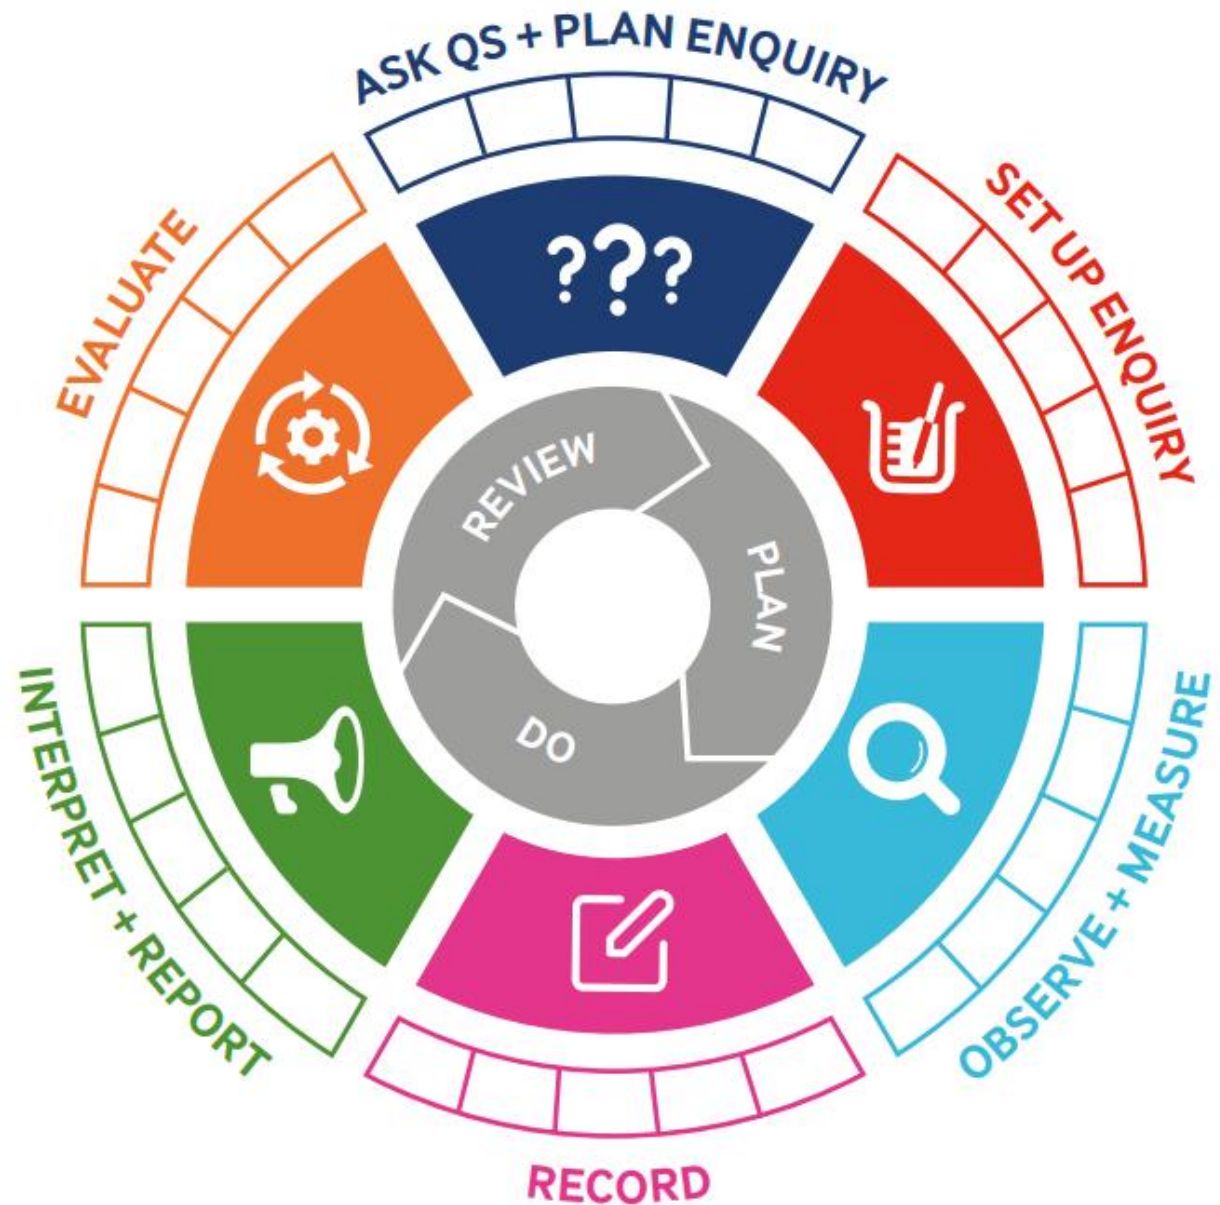 ASK QS + PLAN ENQUIRY
SET UP ENQUIRY
OBSERVE + MEASURE
RECORD
INTERPRET + REPORT
EVALUATE
???
REVIEW
PLAN
DO